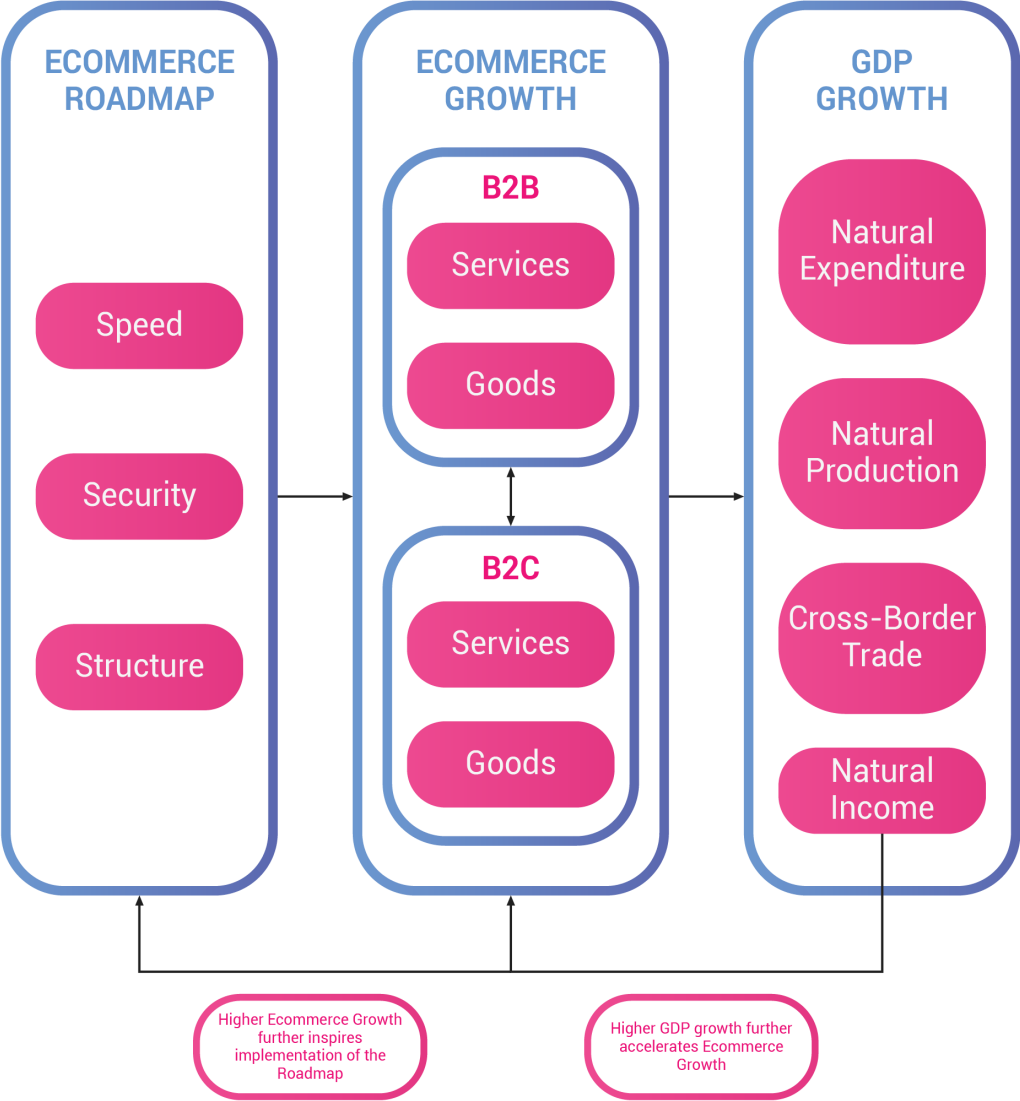 ECOMMERCE
ROADMAP
Speed
Security
Structure
ECOMMERCE
GROWTH
B2B
Services
Goods
B2C
Services
Goods
GDP
GROWTH
Natural
Expenditure
Natural
Production
Cross-Border
Trade
Natural
Income
Higher Ecommerce Growth
further inspires
implementation of the
Roadmap
Higher GDP growth further
accelerates Ecommerce
Growth